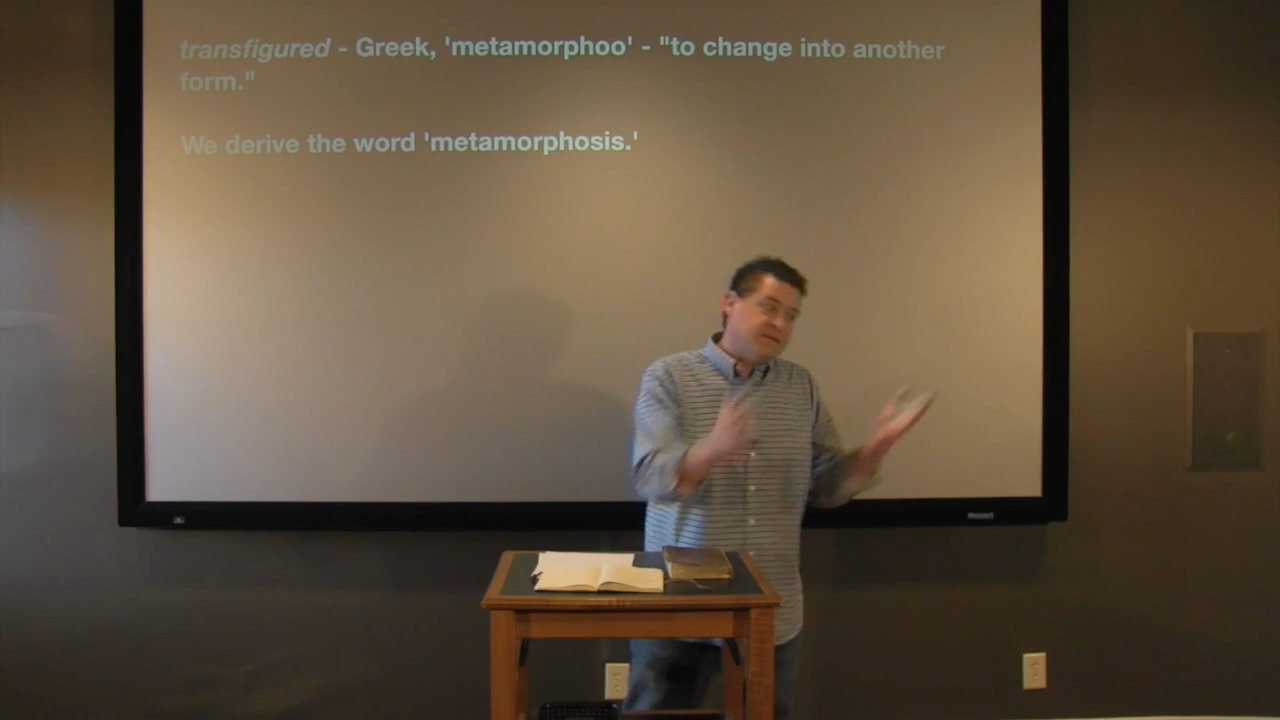 transfigured - Greek, 'metamorphoo' - "to change into another
form."
We derive the word 'metamorphosis.'